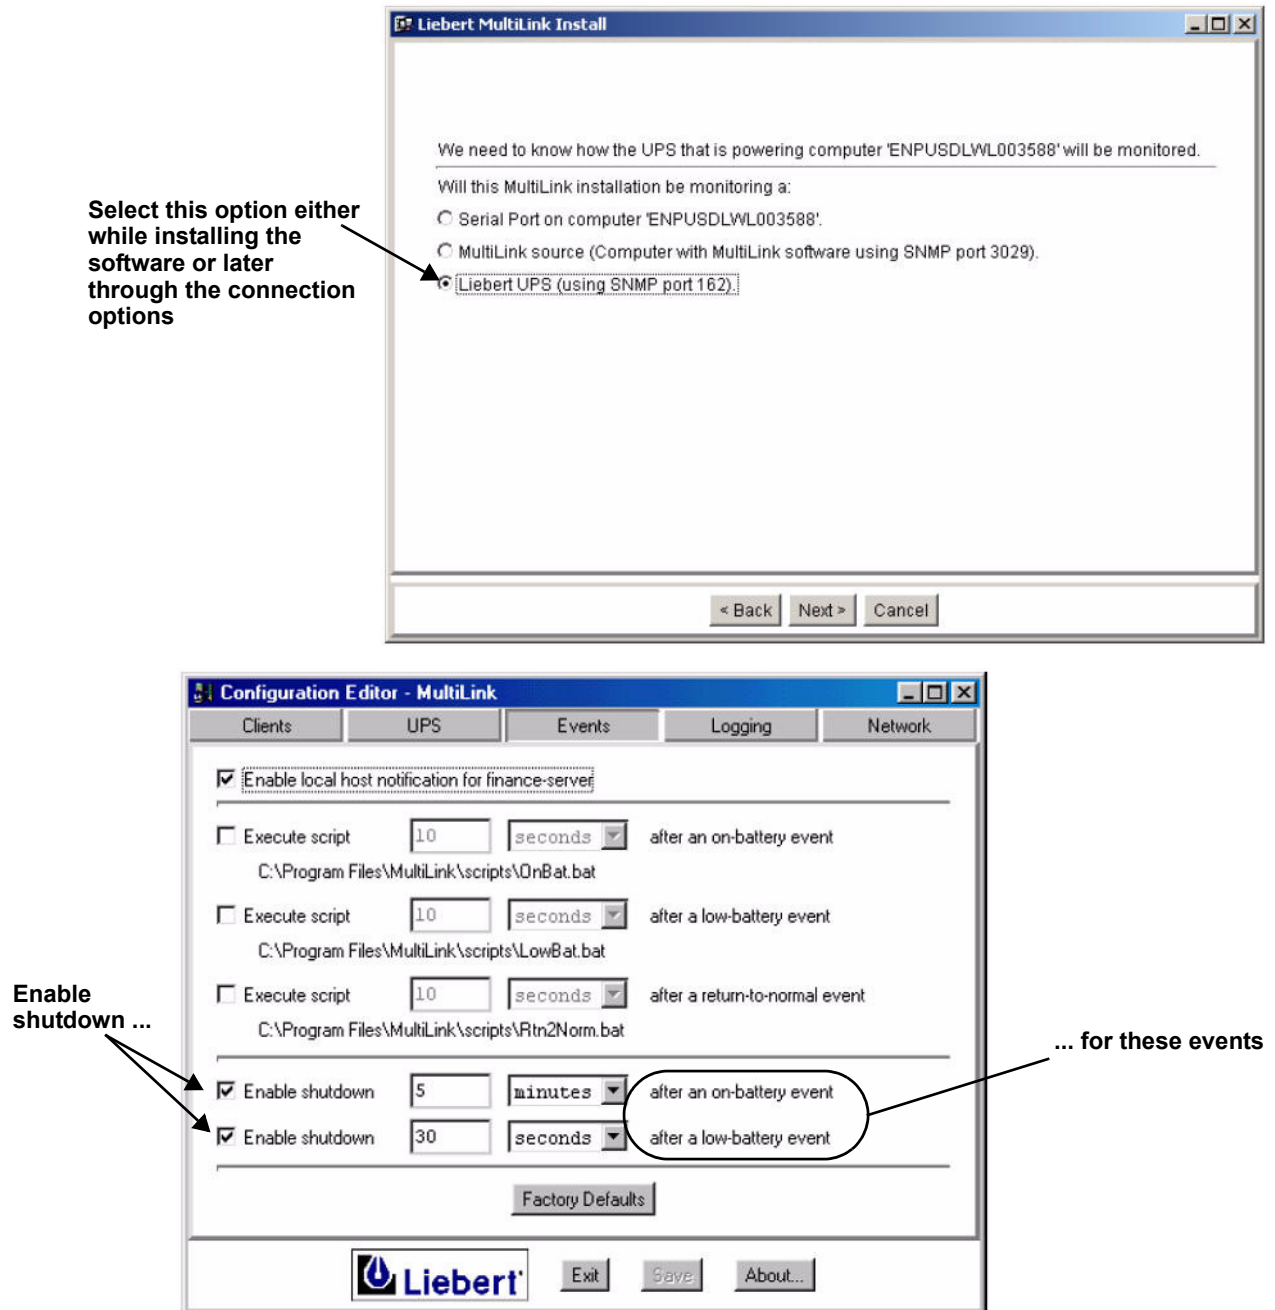 Liebert MultiLink Install
We need to know how the UPS that is powering computer 'ENPUSDLWL003588' will be monitored.
Will this MultiLink installation be monitoring a:
Serial Port on computer 'ENPUSDLWL003588'.
MultiLink source (Computer with MultiLink software using SNMP port 3029).
Liebert UPS (using SNMP port 162).
Select this option either
while installing the
software or later
through the connection
options
< Back Next > Cancel
Configuration Editor - MultiLink
Clients UPS Events Logging Network
Enable local host notification for finance-server
Execute script 10 seconds after an on-battery event
C:\Program Files\MultiLink\scripts\OnBat.bat
Execute script 10 seconds after a low-battery event
C:\Program Files\MultiLink\scripts\LowBat.bat
Execute script 10 seconds after a return-to-normal event
C:\Program Files\MultiLink\scripts\Rtn2Norm.bat
Enable
shutdown ...
... for these events
Enable shutdown 5 minutes after an on-battery event
Enable shutdown 30 seconds after a low-battery event
Factory Defaults
Liebert Exit Save About...